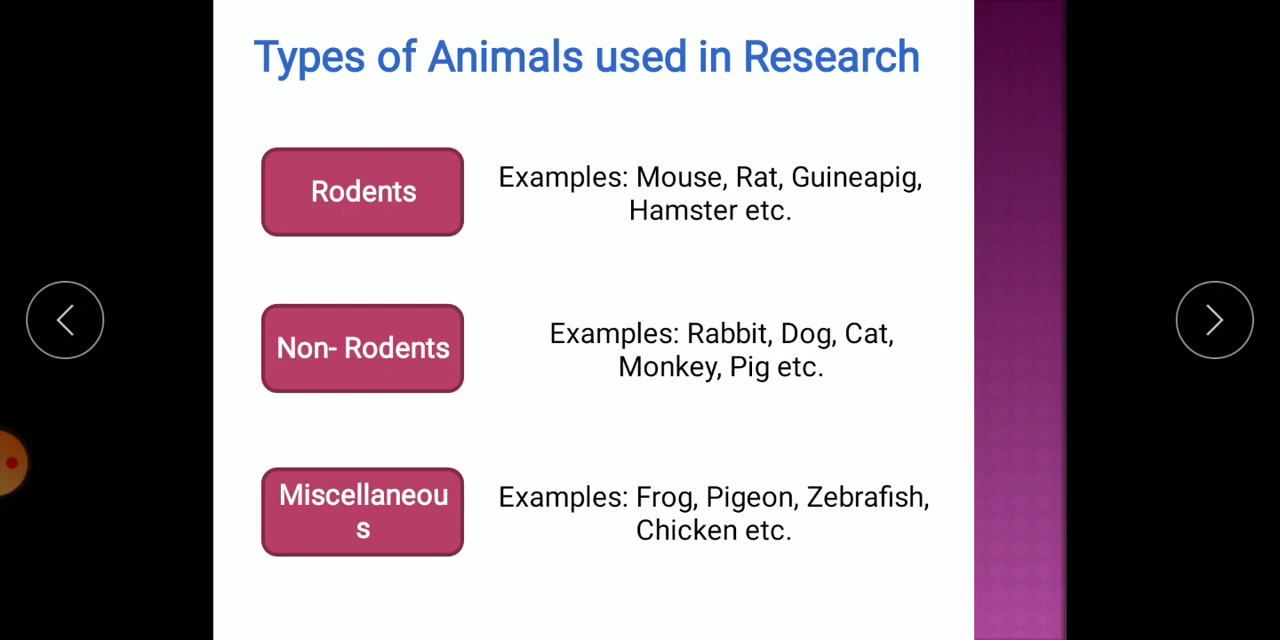 Types of Animals used in Research
Rodents
Examples: Mouse, Rat, Guineapig,
Hamster etc.
Non- Rodents
Examples: Rabbit, Dog, Cat,
Monkey, Pig etc.
Miscellaneou
s
Examples: Frog, Pigeon, Zebrafish,
Chicken etc.